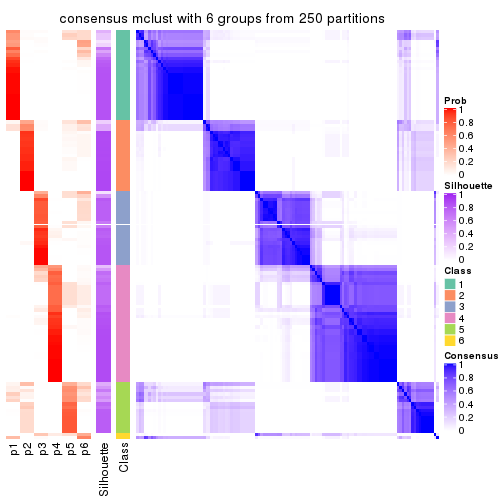 consensus mclust with 6 groups from 250 partitions
Prob
1
0.8
0.6
0.4
0.2
0
Silhouette
1
0.8
0.6
0.4
0.2
0
Class
1
2
3
4
5
6
Consensus
1
0.8
0.6
0.4
0.2
0
p1
p2
p3
p4
p5
p6
Silhouette
Class